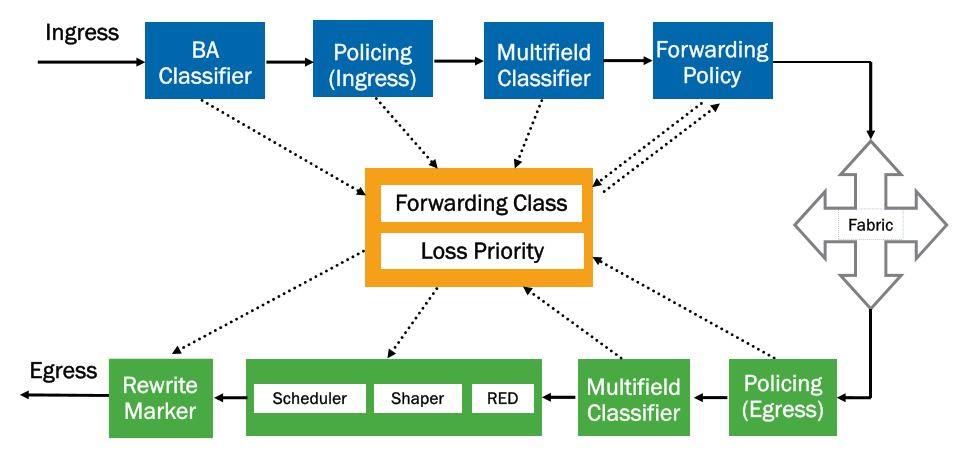 Ingress
BA
Classifier
Policing
(Ingress)
Multifield
Classifier
Forwarding
Policy
Forwarding Class
Loss Priority
Fabric
Egress
Rewrite
Marker
Scheduler
Shaper
RED
Multifield
Classifier
Policing
(Egress)